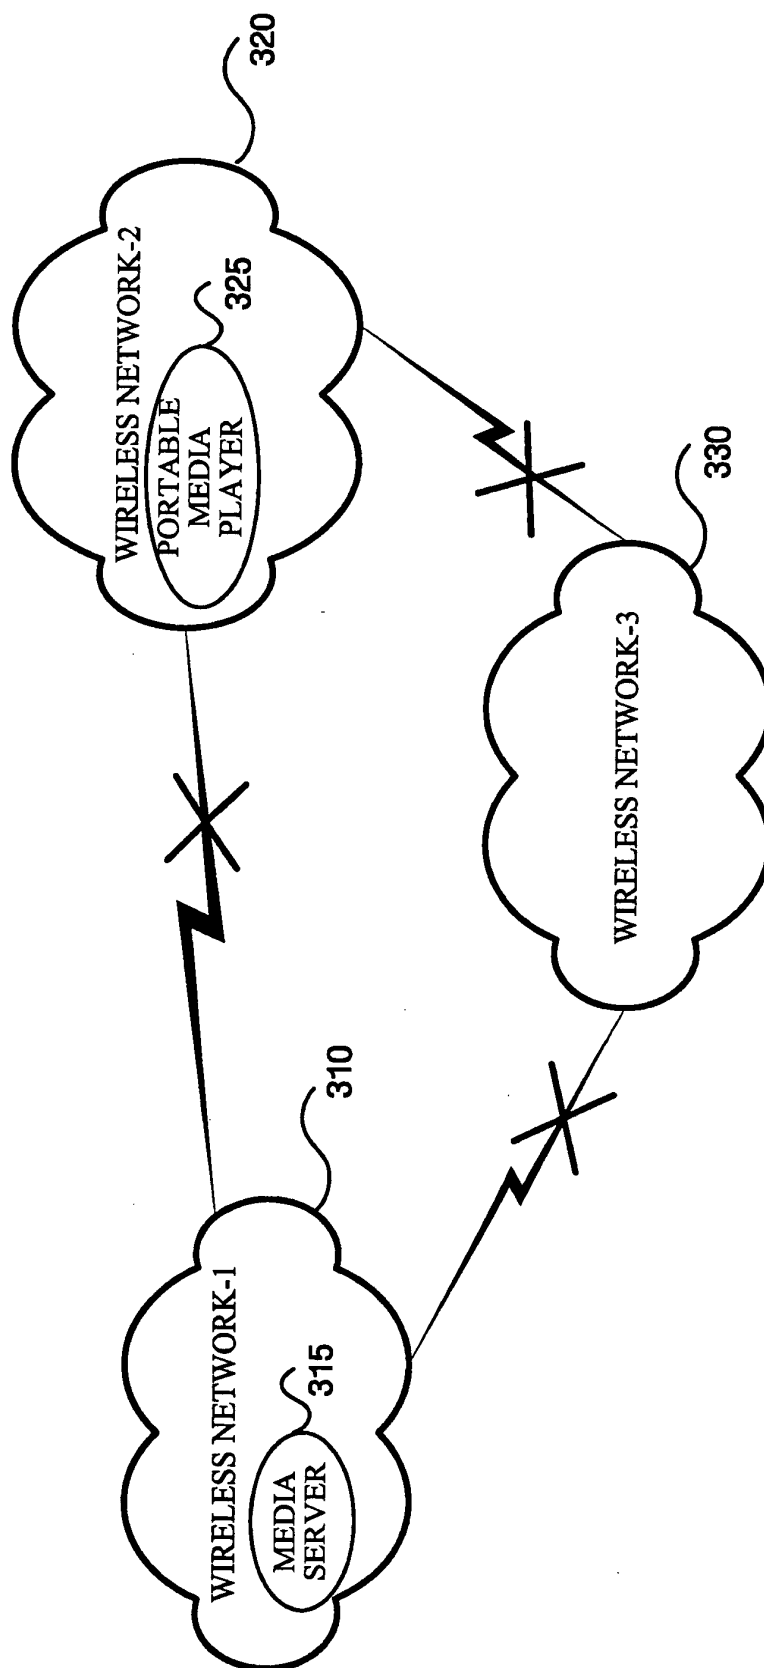 WIRELESS NETWORK-1
MEDIA
SERVER
315
310
WIRELESS NETWORK-2
PORTABLE
MEDIA
PLAYER
325
320
WIRELESS NETWORK-3
330